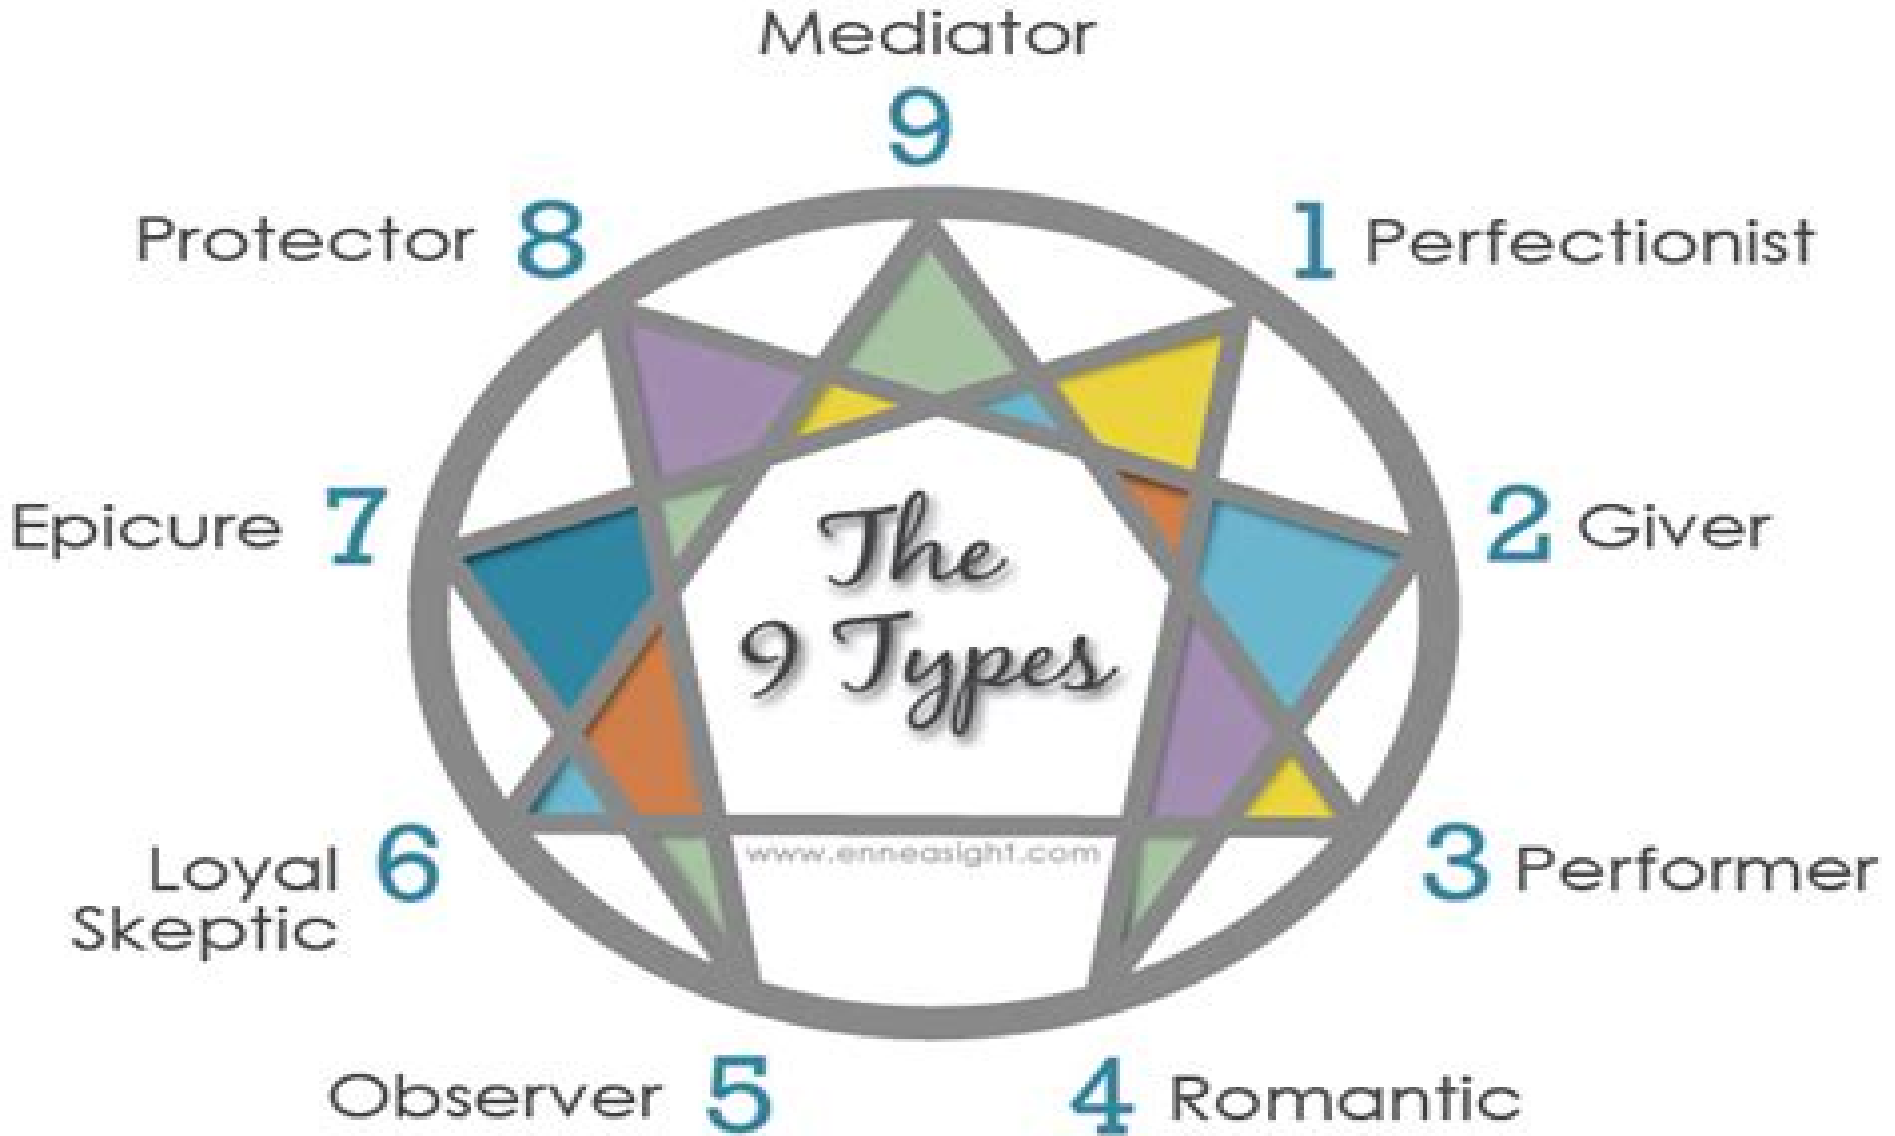 Mediator
9
Protector 8
1 Perfectionist
Epicure 7
2 Giver
The
9 Types
Loyal 6
Skeptic
3 Performer
www.enneasight.com
Observer 5
4 Romantic